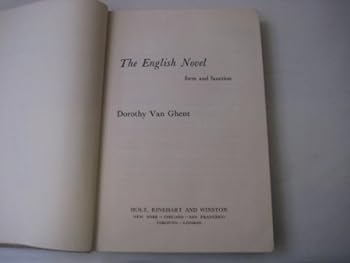 The English Novel
form and function
Dorothy Van Ghent
HOLT, RINEHART AND WINSTON
NEW YORK – CHICAGO – SAN FRANCISCO
TORONTO – LONDON